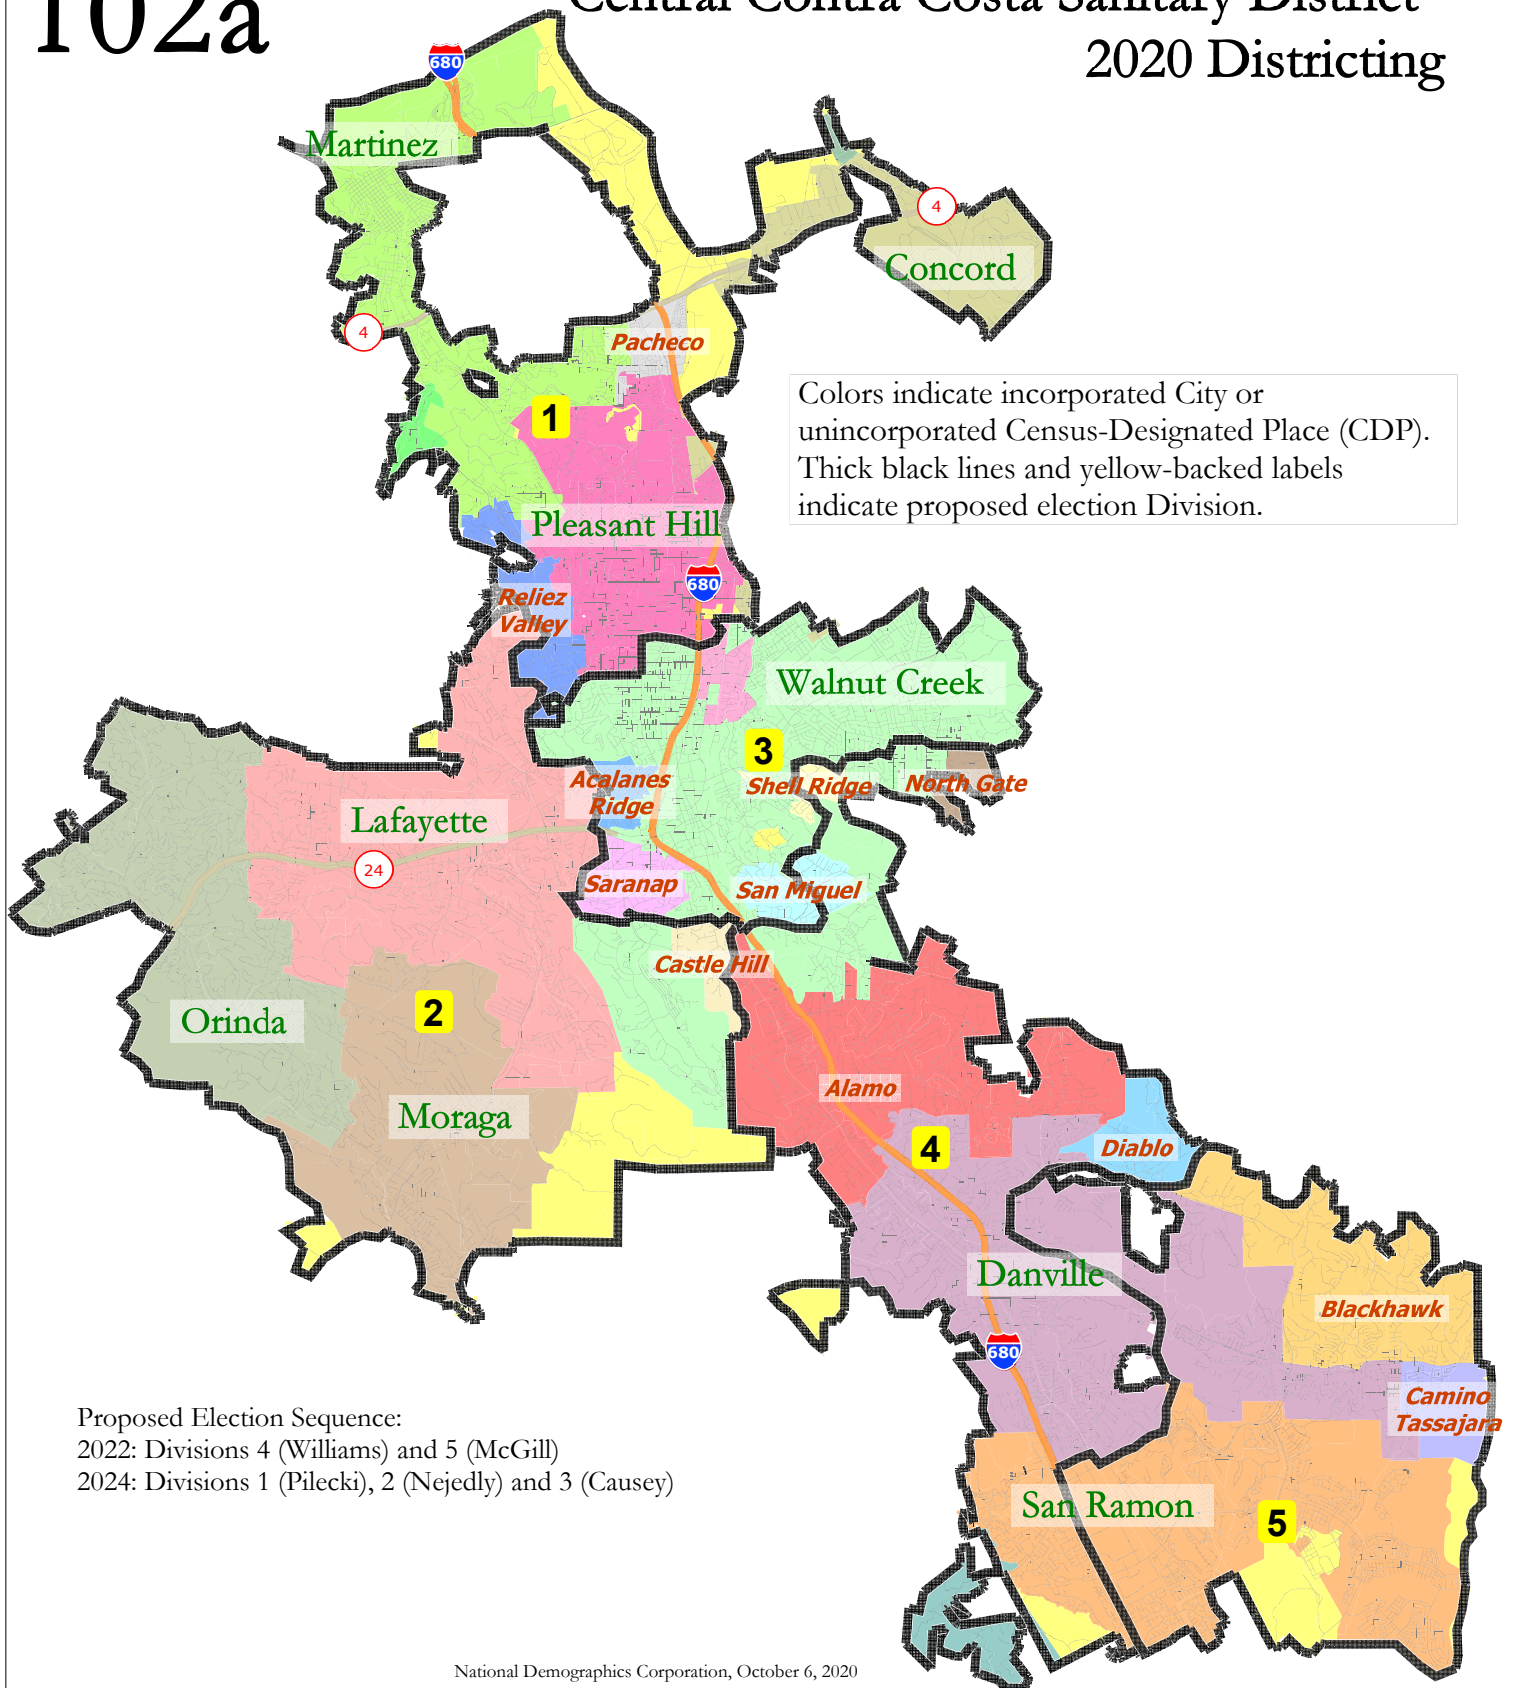 102a
Central Contra Costa Sanitary District
2020 Districting
680
Martinez
4
Concord
4
Pacheco
Colors indicate incorporated City or
unincorporated Census-Designated Place (CDP).
Thick black lines and yellow-backed labels
indicate proposed election Division.
1
Pleasant Hill
680
Reliez
Valley
Walnut Creek
3
Acalanes
Ridge
Shell Ridge
North Gate
Lafayette
24
Saranap
San Miguel
Castle Hill
Orinda
2
Alamo
Moraga
4
Diablo
Danville
Blackhawk
680
Camino
Tassajara
Proposed Election Sequence:
2022: Divisions 4 (Williams) and 5 (McGill)
2024: Divisions 1 (Pilecki), 2 (Nejedly) and 3 (Causey)
San Ramon
5
National Demographics Corporation, October 6, 2020